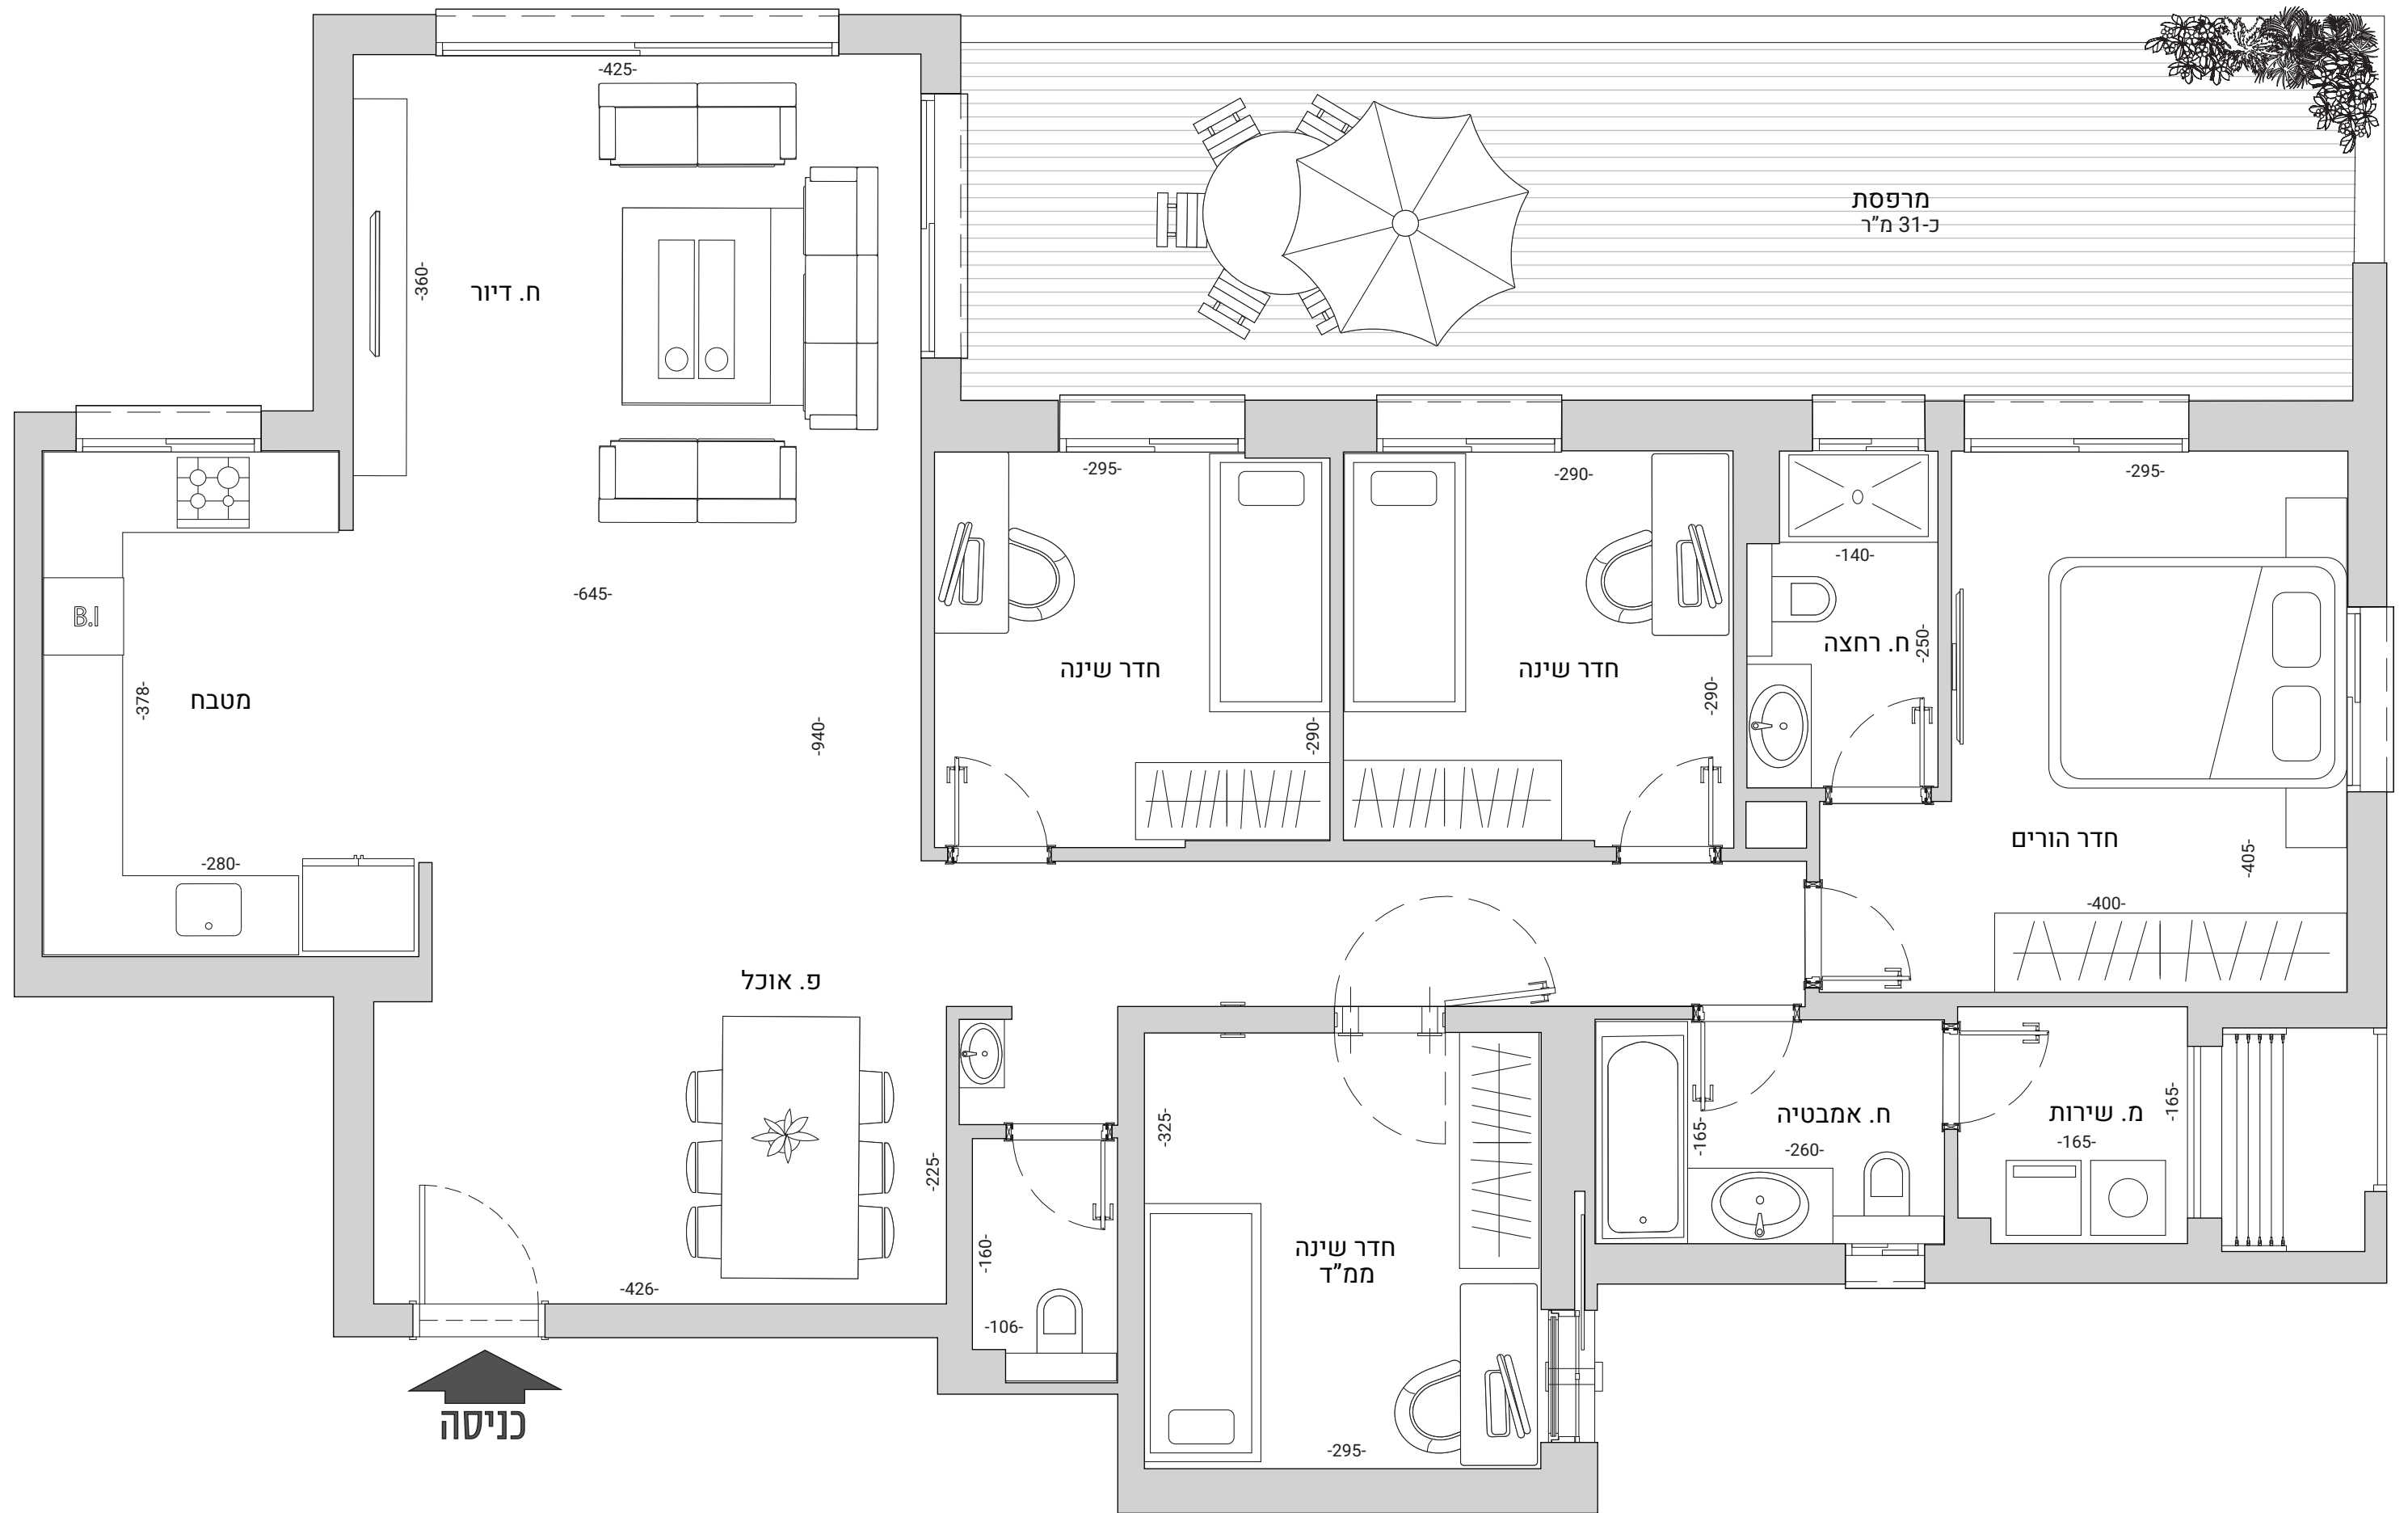 -425-
מרפסת
כ-31 מ״ר
-360-
ח. דיור
-295-
-290-
-295-
-140-
B.I
-645-
ח. רחצה
-250-
חדר שינה
חדר שינה
-378-
מטבח
-940-
-290-
-290-
חדר הורים
-405-
-280-
-400-
פ. אוכל
-325-
-165-
ח. אמבטיה
-260-
מ. שירות
-165-
-165-
-225-
-160-
חדר שינה
ממ״ד
-426-
-106-
-295-
כניסה